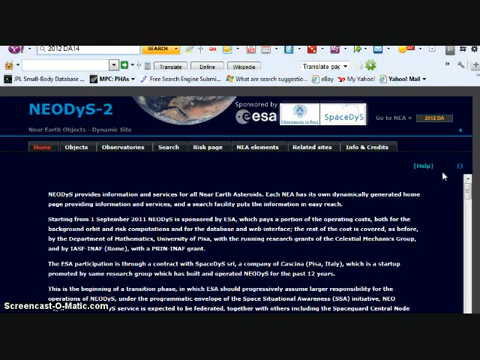 2012 DA14 SEARCH
Translate Define Wikipedia Translate pag
JPL Small-Body Database ... MPC: PHAs Free Search Engine Submi... What are search suggestio... eBay Yahoo! Mail
NEODyS-2
Sponsored by esa SpaceDyS Go to NEA 2012 DA
Near Earth Objects - Dynamic Site
Home Objects Observatories Search Risk page NEA elements Related sites Info & Credits
[Help]
NEODyS provides information and services for all Near Earth Asteroids. Each NEA has its own dynamically generated home
page providing information and services, and a search facility puts the information in easy reach.
Starting from 1 September 2011 NEODyS is sponsored by ESA, which pays a portion of the operating costs, both for the
background orbit and risk computations and for the database and web interface; the rest of the cost is covered, as before,
by the Department of Mathematics, University of Pisa, with the running research grants of the Celestial Mechanics Group,
and by IASF-INAF (Rome), with a PRIN-INAF grant.
The ESA participation is through a contract with SpaceDyS srl, a company of Cascina (Pisa, Italy), which is a startup
promoted by same research group which has built and operated NEODyS for the past 12 years.
This is the beginning of a transition phase, in which ESA should progressively assume larger responsibility for the
operations of NEODyS, under the programmatic envelope of the Space Situational Awareness (SSA) initiative, NEO
DyS service is expected to be federated, together with others including the Spaceguard Central Node
Screencast-O-Matic.com